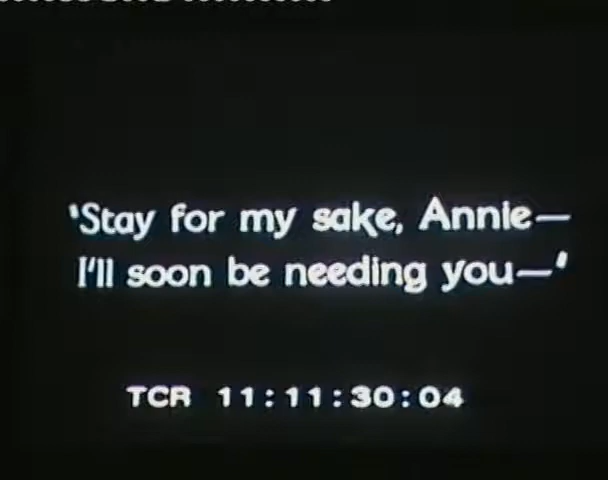 'Stay for my sake, Annie—
I'll soon be needing you—'
TCR 11:11:30:04